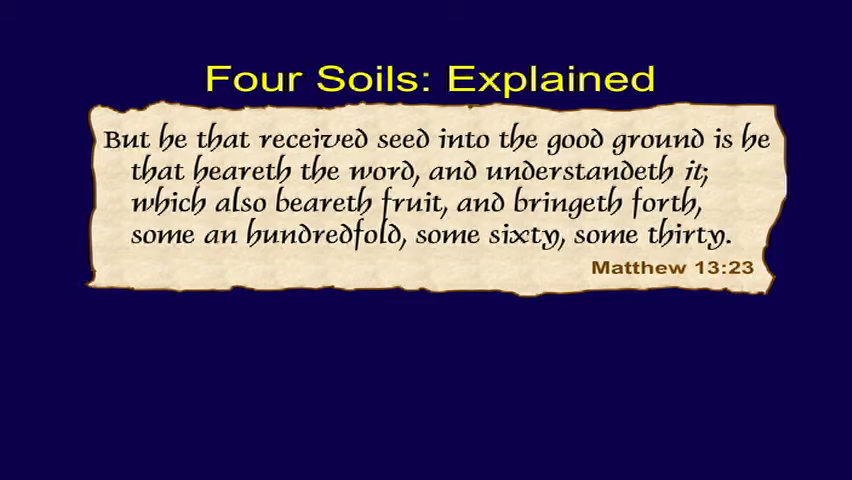 Four Soils: Explained
But he that received seed into the good ground is he
that heareth the word, and understandeth it;
which also beareth fruit, and bringeth forth,
some an hundredfold, some sixty, some thirty.
Matthew 13:23